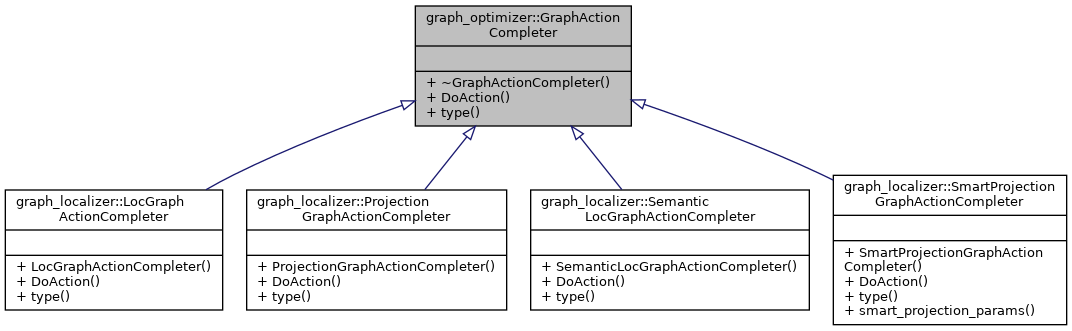 graph_optimizer::GraphAction
Completer
+ ~GraphActionCompleter()
+ DoAction()
+ type()
graph_localizer::LocGraph
ActionCompleter
+ LocGraphActionCompleter()
+ DoAction()
+ type()
graph_localizer::Projection
GraphActionCompleter
+ ProjectionGraphActionCompleter()
+ DoAction()
+ type()
graph_localizer::Semantic
LocGraphActionCompleter
+ SemanticLocGraphActionCompleter()
+ DoAction()
+ type()
graph_localizer::SmartProjection
GraphActionCompleter
+ SmartProjectionGraphAction
Completer()
+ DoAction()
+ type()
+ smart_projection_params()